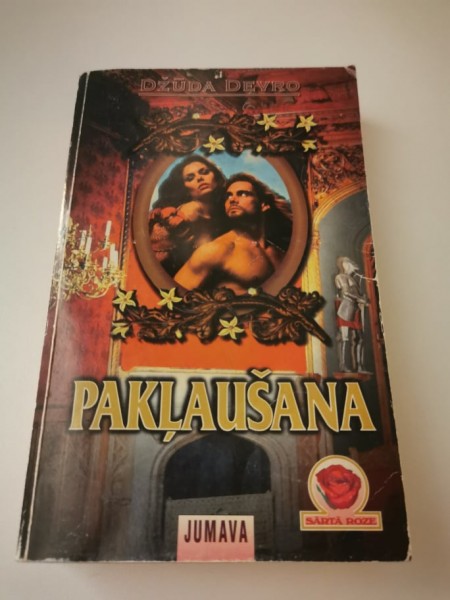 DŽŪDA DEVRO
PAKĻAUŠANA
SĀRTĀ ROZE
JUMAVA